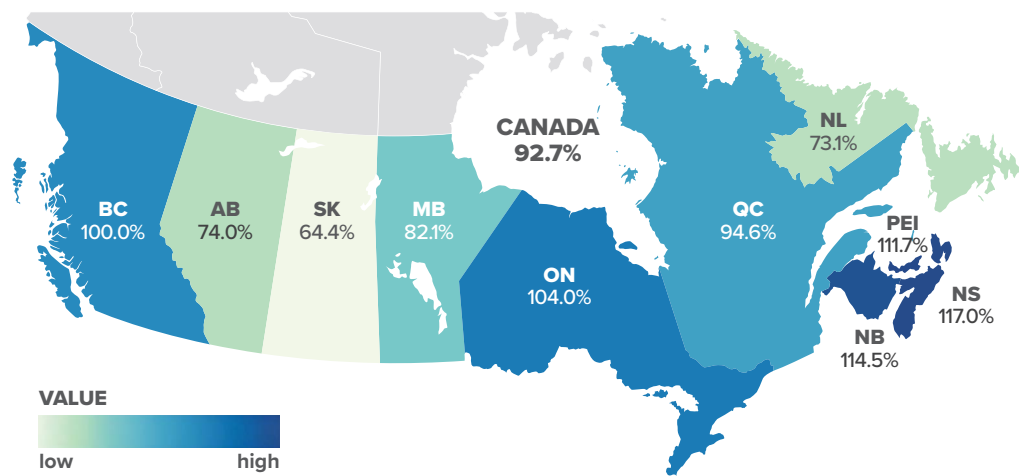 CANADA
92.7%
NL
73.1%
BC
100.0%
AB
74.0%
SK
64.4%
MB
82.1%
QC
94.6%
PEI
111.7%
ON
104.0%
NS
117.0%
NB
114.5%
VALUE
low high